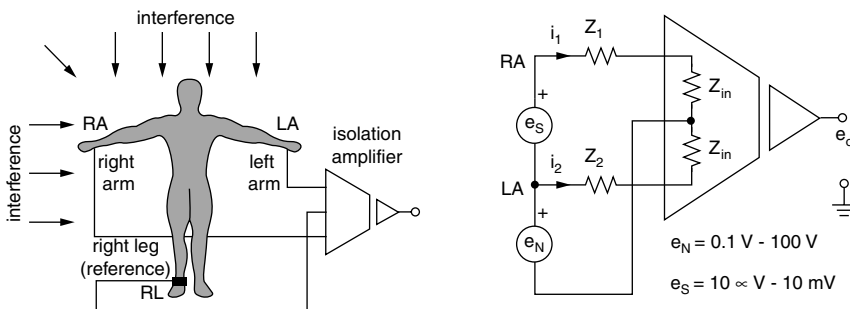 interference
interference
RA
LA
right
arm
left
arm
isolation
amplifier
right leg
(reference)
RL
RA
i1
Z1
+
eS
Zin
Zin
LA
i2
Z2
+
eN
eo
eN = 0.1 V - 100 V
eS = 10 ∝ V - 10 mV